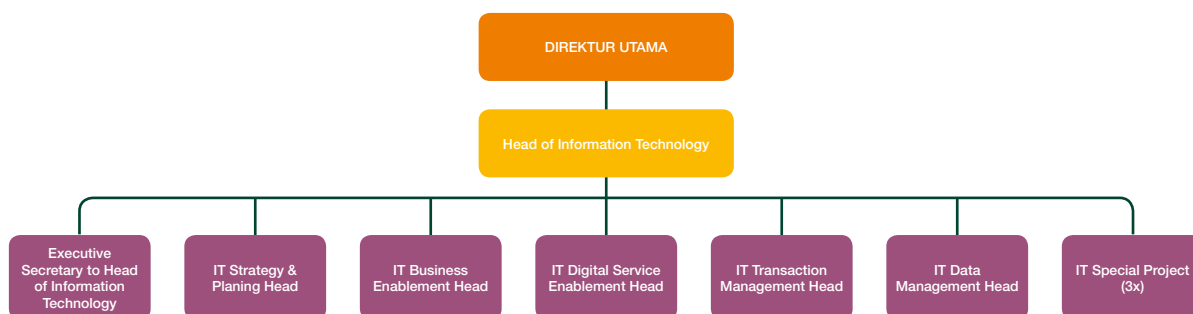 DIREKTUR UTAMA
Head of Information Technology
Executive
Secretary to Head
of Information
Technology
IT Strategy &
Planing Head
IT Business
Enablement Head
IT Digital Service
Enablement Head
IT Transaction
Management Head
IT Data
Management Head
IT Special Project
(3x)